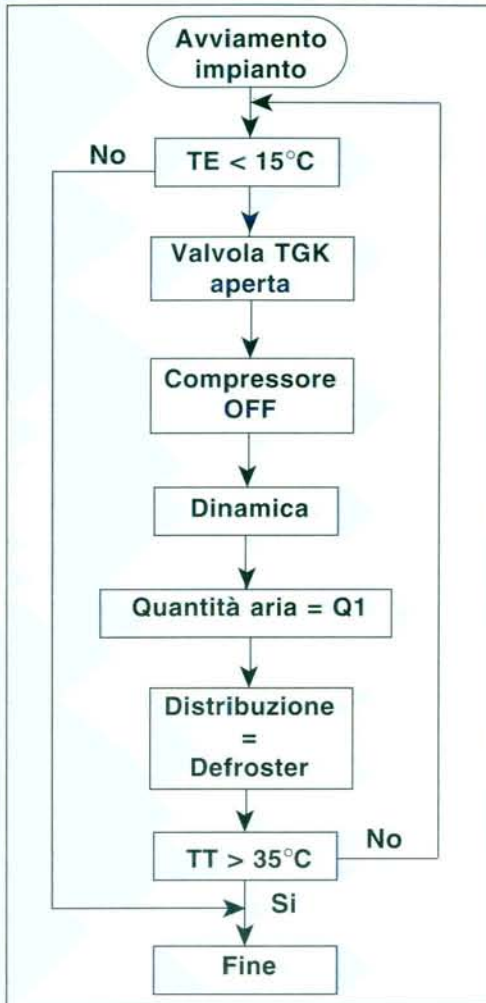 Avviamento
impianto
No
TE < 15°C
Valvola TGK
aperta
Compressore
OFF
Dinamica
Quantità aria = Q1
Distribuzione
=
Defroster
TT > 35°C
No
Si
Fine